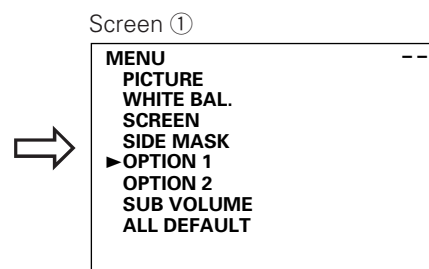 Screen ①
MENU --
PICTURE
WHITE BAL.
SCREEN
SIDE MASK
►OPTION 1
OPTION 2
SUB VOLUME
ALL DEFAULT